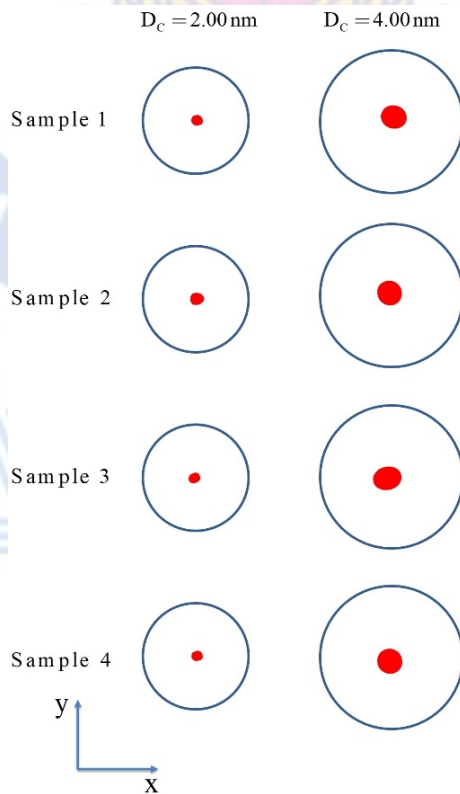 D_C = 2.00 nm D_C = 4.00 nm
Sample 1
Sample 2
Sample 3
Sample 4
y
x